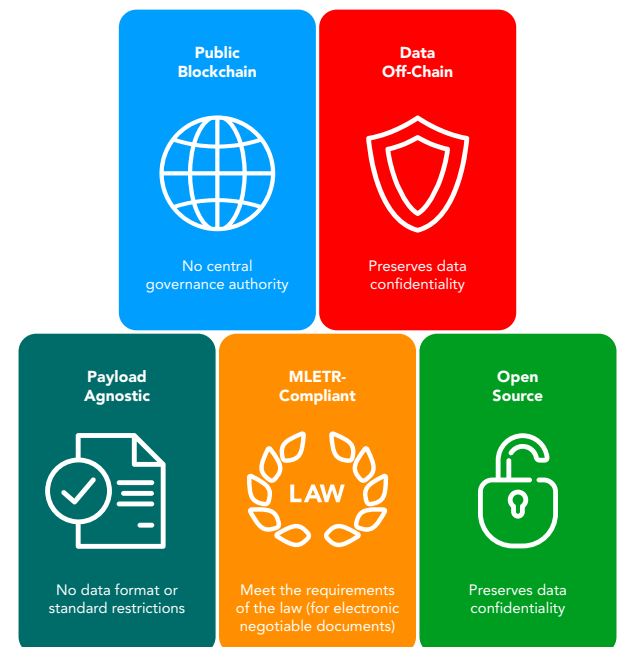 Public
Blockchain
No central
governance authority
Data
Off-Chain
Preserves data
confidentiality
Payload
Agnostic
No data format or
standard restrictions
MLETR-
Compliant
LAW
Meet the requirements
of the law (for electronic
negotiable documents)
Open
Source
Preserves data
confidentiality